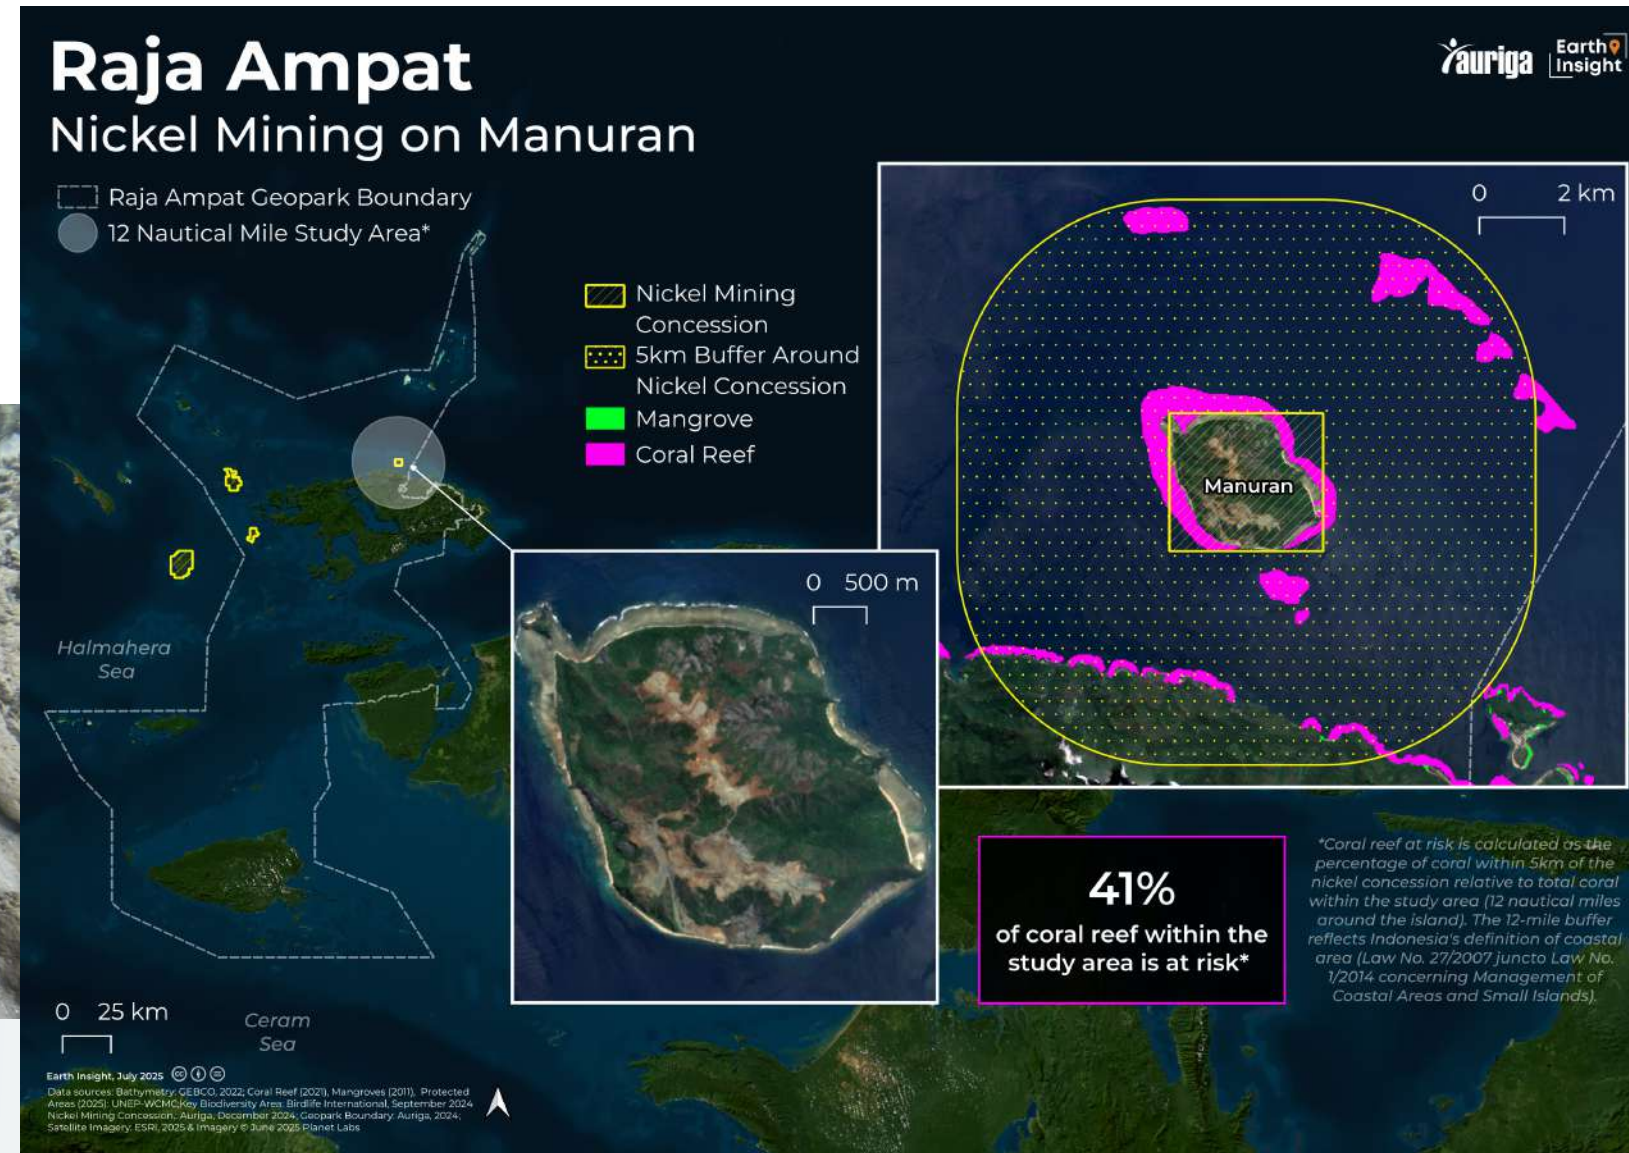 Raja Ampat
Nickel Mining on Manuran
auriga
Earth
Insight
Raja Ampat Geopark Boundary
12 Nautical Mile Study Area*
Nickel Mining
Concession
5km Buffer Around
Nickel Concession
Mangrove
Coral Reef
0 2 km
Manuran
0 500 m
Halmahera
Sea
41%
of coral reef within the
study area is at risk*
*Coral reef at risk is calculated as the
percentage of coral within 5km of the
nickel concession relative to total coral
within the study area (12 nautical miles
around the island). The 12-mile buffer
reflects Indonesia's definition of coastal
area (Law No. 27/2007 juncto Law No.
1/2014 concerning Management of
Coastal Areas and Small Islands).
0 25 km
Ceram
Sea
Earth Insight, July 2025
Data sources: Bathymetry: GEBCO, 2022; Coral Reef (2021), Mangroves (2011), Protected
Areas (2025): UNEP-WCMC;Key Biodiversity Area: Birdlife International, September 2024
Nickel Mining Concession, Auriga, December 2024; Geopark Boundary: Auriga, 2024;
Satellite Imagery: ESRI, 2025 & Imagery © June 2025 Planet Labs